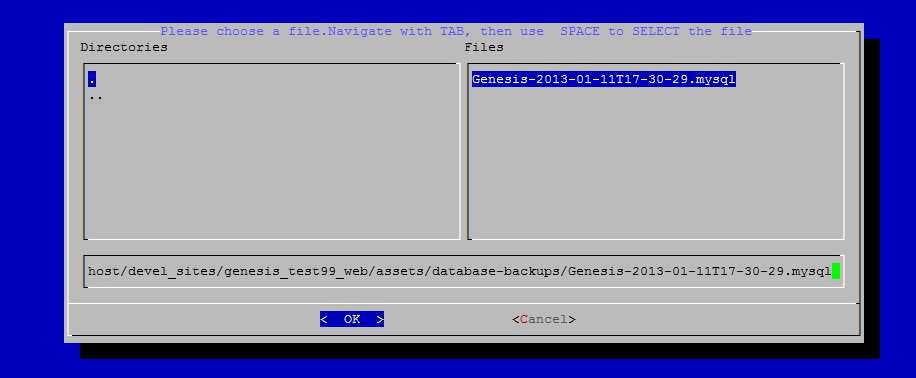 Please choose a file.Navigate with TAB, then use  SPACE to SELECT the file
Directories
Files
.
..
Genesis-2013-01-11T17-30-29.mysql
host/devel_sites/genesis_test99_web/assets/database-backups/Genesis-2013-01-11T17-30-29.mysql
<  OK  >
<Cancel>